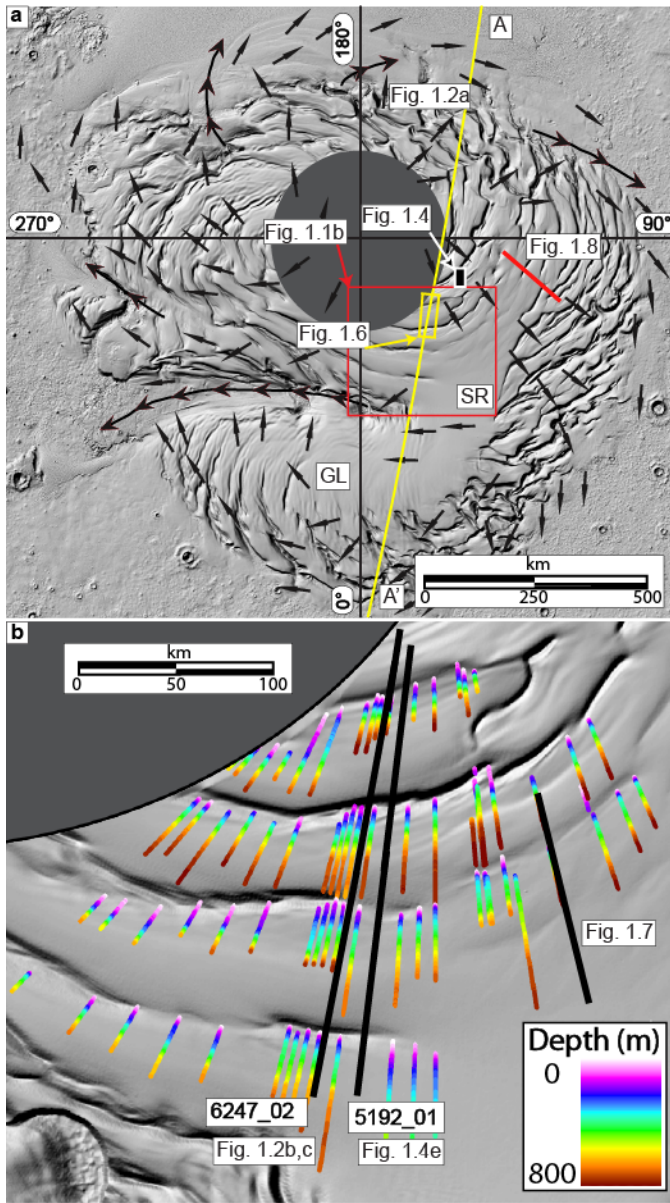 a
180°
A
Fig. 1.2a
Fig. 1.4
270°
90°
Fig. 1.1b
Fig. 1.8
Fig. 1.6
SR
GL
km
0 250 500
0°
A'
b
km
0 50 100
Fig. 1.7
Depth (m)
0
800
6247_02
5192_01
Fig. 1.2b,c
Fig. 1.4e